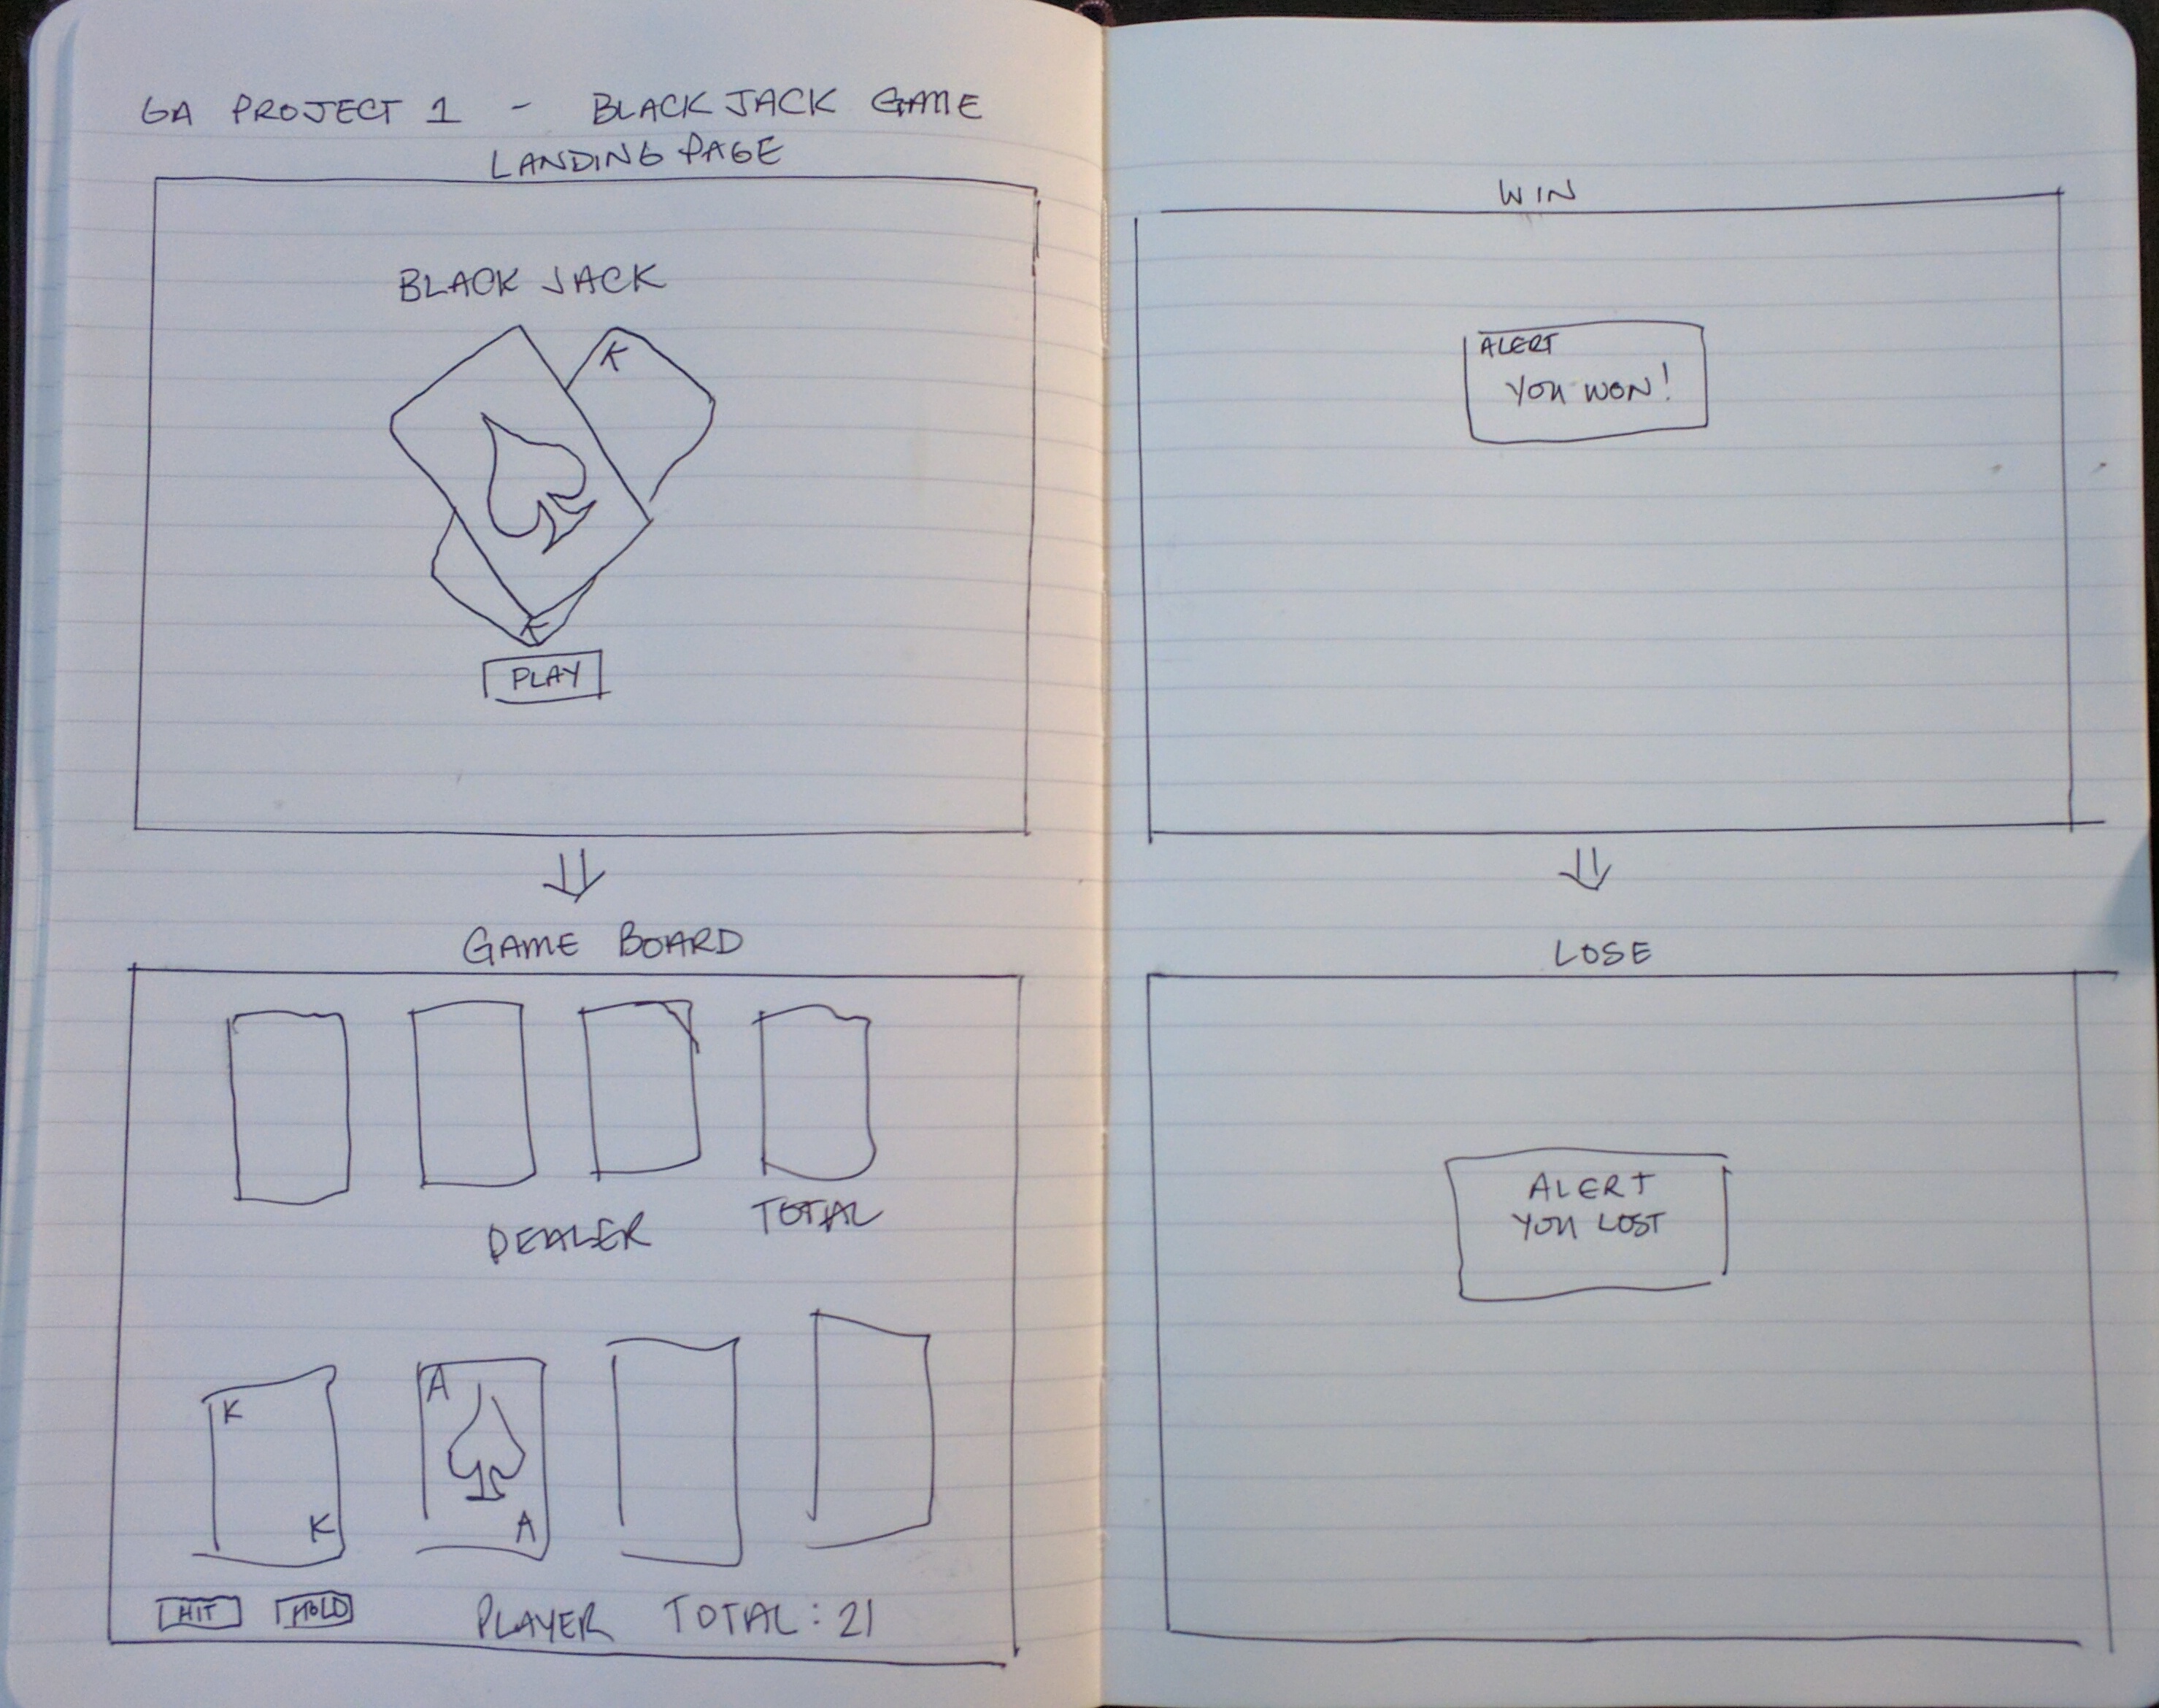 GA PROJECT 1 - BLACK JACK GAME
LANDING PAGE
BLACK JACK
K
K
PLAY
GAME BOARD
DEALER TOTAL
K
K
A
A
HIT HOLD PLAYER TOTAL: 21
WIN
ALERT
YOU WON!
LOSE
ALERT
YOU LOST